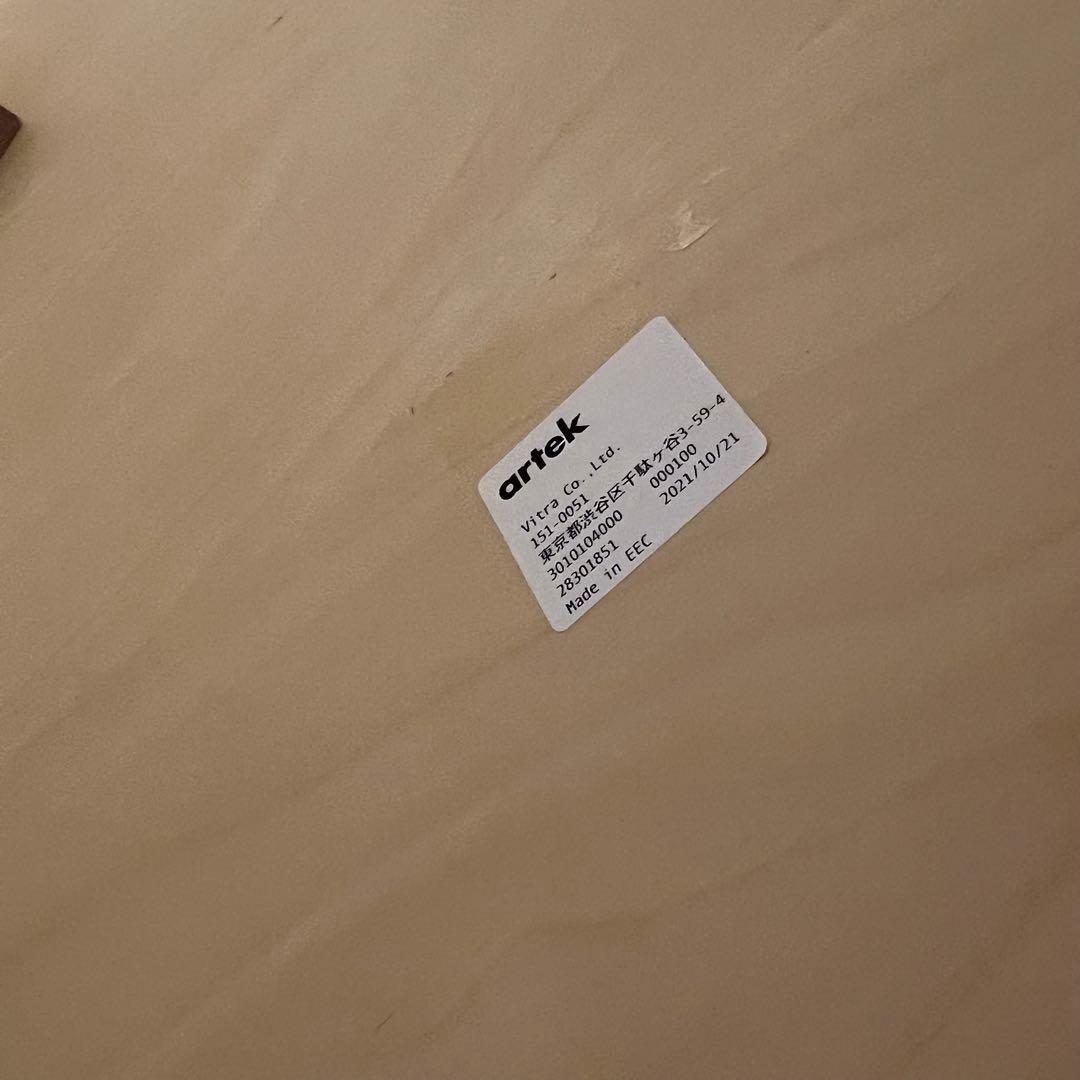 artek
Vitra Co.,Ltd.
151-0051
東京都渋谷区千駄ヶ谷3-59-4
3010104000 000100
28301851 2021/10/21
Made in EEC